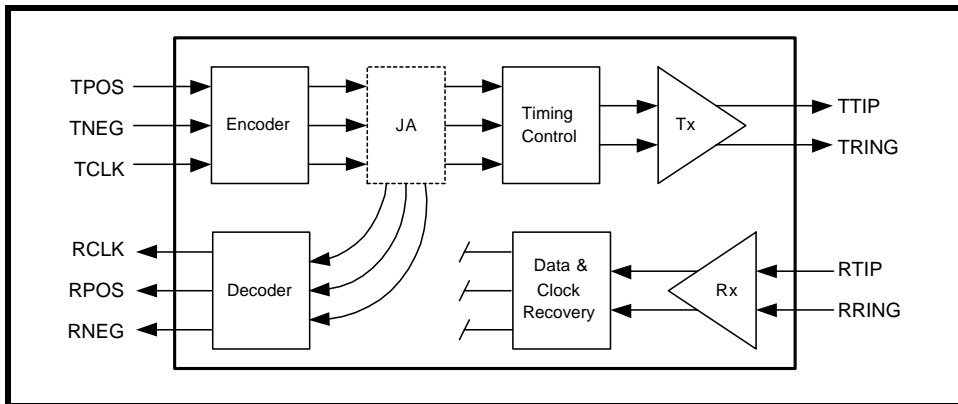 TPOS
TNEG
TCLK
Encoder
JA
Timing
Control
Tx
TTIP
TRING
RCLK
RPOS
RNEG
Decoder
Data &
Clock
Recovery
Rx
RTIP
RRING